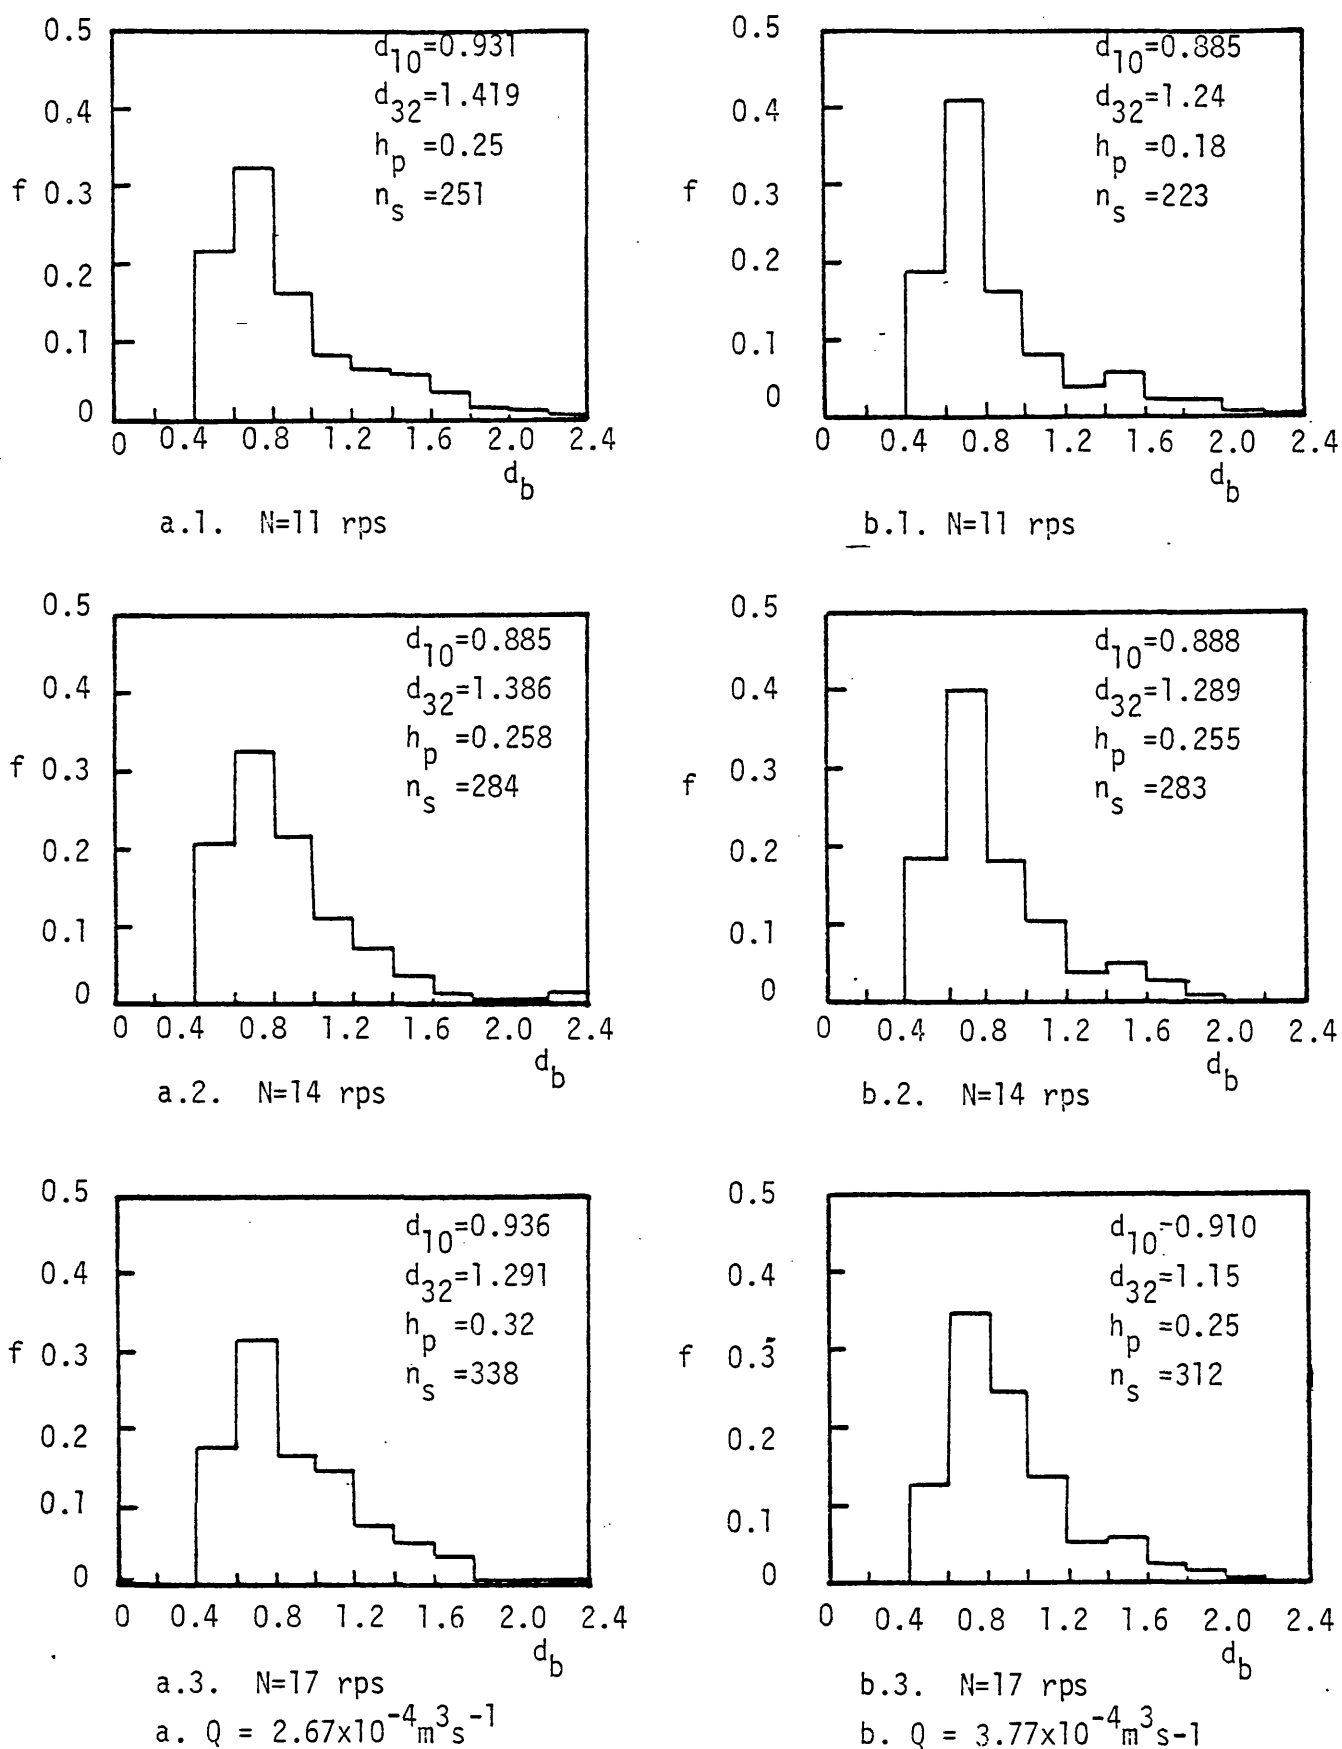 0.5
0.4
f 0.3
0.2
0.1
0
d10=0.931
d32=1.419
hp =0.25
ns =251
0 0.4 0.8 1.2 1.6 2.0 2.4
db
a.1. N=11 rps
0.5
0.4
f 0.3
0.2
0.1
0
d10=0.885
d32=1.24
hp =0.18
ns =223
0 0.4 0.8 1.2 1.6 2.0 2.4
db
b.1. N=11 rps
0.5
0.4
f 0.3
0.2
0.1
0
d10=0.885
d32=1.386
hp =0.258
ns =284
0 0.4 0.8 1.2 1.6 2.0 2.4
db
a.2. N=14 rps
0.5
0.4
f 0.3
0.2
0.1
0
d10=0.888
d32=1.289
hp =0.255
ns =283
0 0.4 0.8 1.2 1.6 2.0 2.4
db
b.2. N=14 rps
0.5
0.4
f 0.3
0.2
0.1
0
d10=0.936
d32=1.291
hp =0.32
ns =338
0 0.4 0.8 1.2 1.6 2.0 2.4
db
a.3. N=17 rps
a. Q = 2.67x10⁻⁴m³s⁻¹
0.5
0.4
f 0.3
0.2
0.1
0
d10=0.910
d32=1.15
hp =0.25
ns =312
0 0.4 0.8 1.2 1.6 2.0 2.4
db
b.3. N=17 rps
b. Q = 3.77x10⁻⁴m³s-1